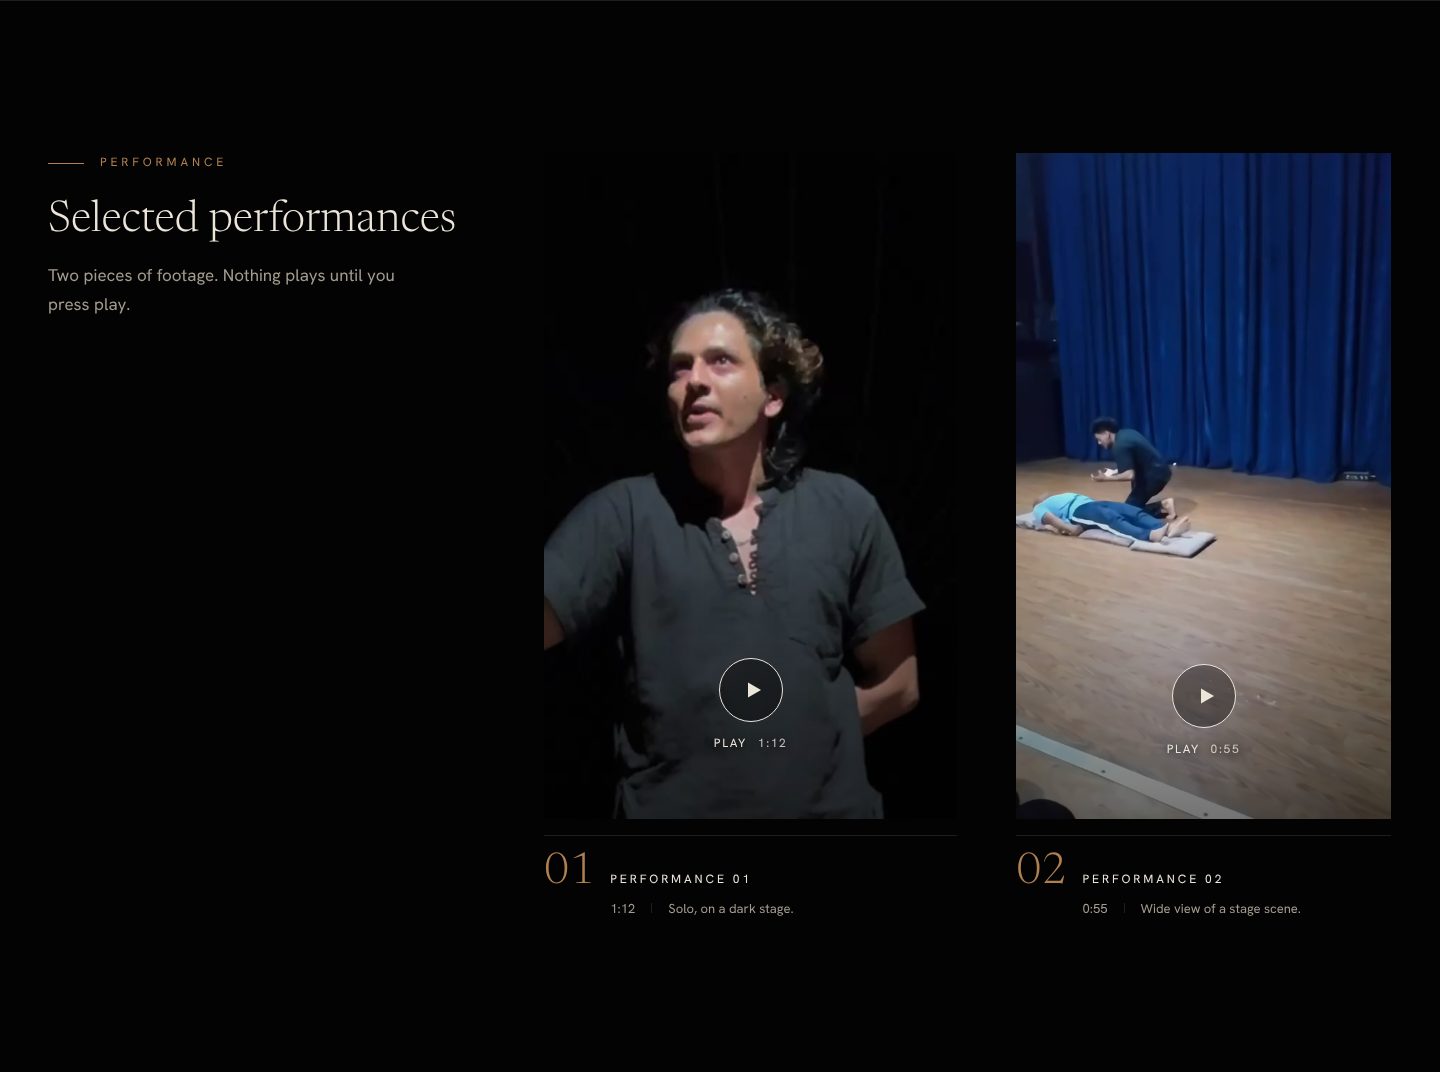 PERFORMANCE
Selected performances
Two pieces of footage. Nothing plays until you
press play.
PLAY 1:12
01 PERFORMANCE 01
1:12 Solo, on a dark stage.
PLAY 0:55
02 PERFORMANCE 02
0:55 Wide view of a stage scene.